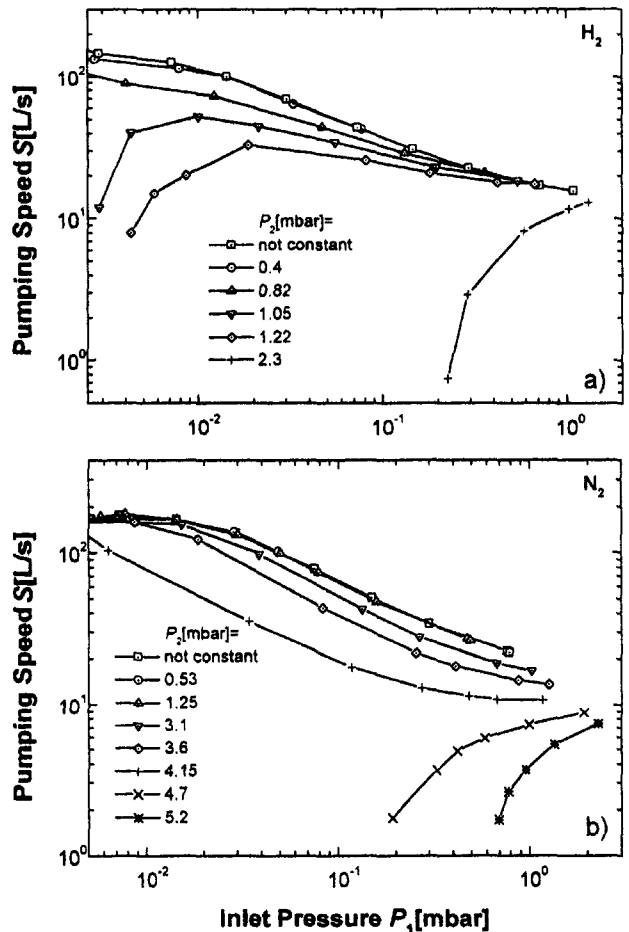 H₂
Pumping Speed S[L/s]
10²
10¹
10⁰
P₂[mbar]=
not constant
0.4
0.82
1.05
1.22
2.3
a)
10⁻²
10⁻¹
10⁰
N₂
Pumping Speed S[L/s]
10²
10¹
10⁰
P₂[mbar]=
not constant
0.53
1.25
3.1
3.6
4.15
4.7
5.2
b)
10⁻²
10⁻¹
10⁰
Inlet Pressure P₁[mbar]